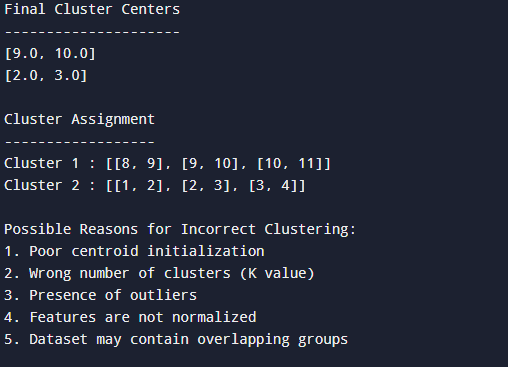 Final Cluster Centers
---------------------
[9.0, 10.0]
[2.0, 3.0]

Cluster Assignment
------------------
Cluster 1 : [[8, 9], [9, 10], [10, 11]]
Cluster 2 : [[1, 2], [2, 3], [3, 4]]

Possible Reasons for Incorrect Clustering:
1. Poor centroid initialization
2. Wrong number of clusters (K value)
3. Presence of outliers
4. Features are not normalized
5. Dataset may contain overlapping groups